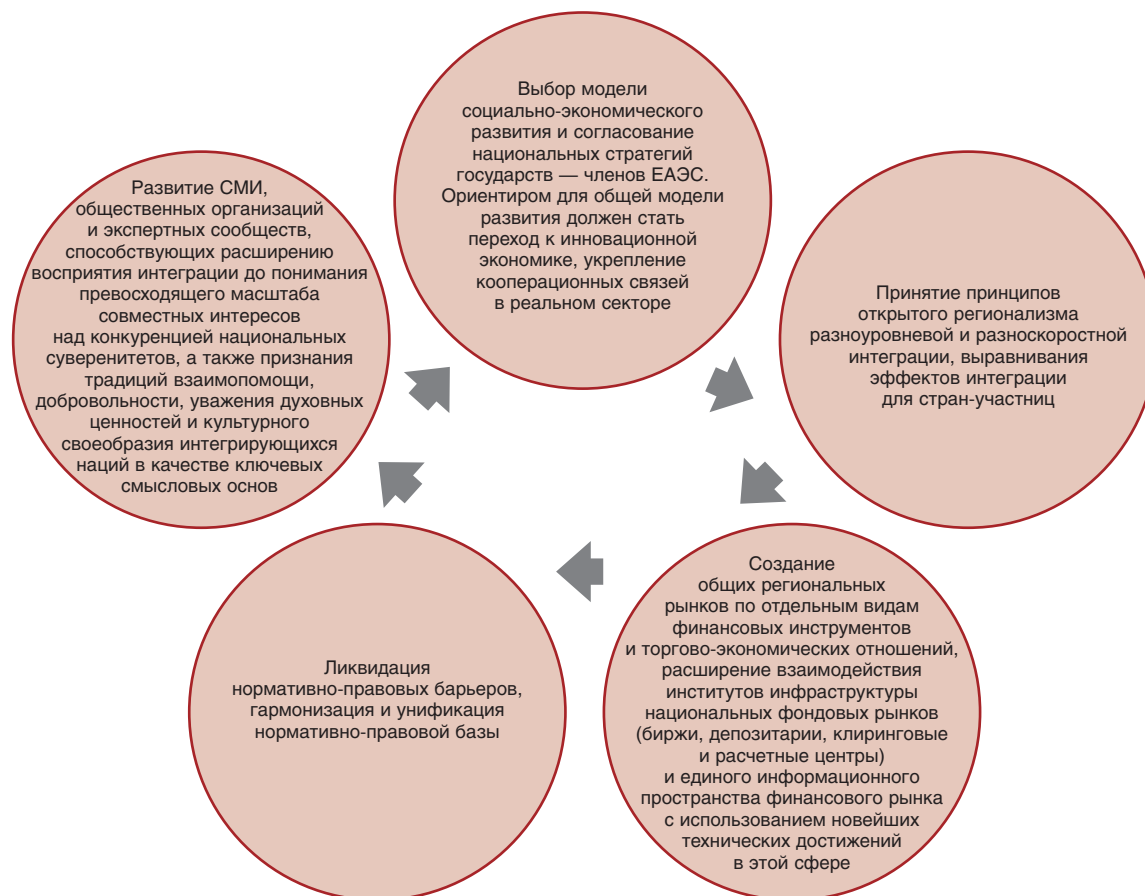 Выбор модели
социально-экономического
развития и согласование
национальных стратегий
государств — членов ЕАЭС.
Ориентиром для общей модели
развития должен стать
переход к инновационной
экономике, укрепление
кооперационных связей
в реальном секторе
Принятие принципов
открытого регионализма
разноуровневой и разноскоростной
интеграции, выравнивания
эффектов интеграции
для стран-участниц
Создание
общих региональных
рынков по отдельным видам
финансовых инструментов
и торгово-экономических отношений,
расширение взаимодействия
институтов инфраструктуры
национальных фондовых рынков
(биржи, депозитарии, клиринговые
и расчетные центры)
и единого информационного
пространства финансового рынка
с использованием новейших
технических достижений
в этой сфере
Ликвидация
нормативно-правовых барьеров,
гармонизация и унификация
нормативно-правовой базы
Развитие СМИ,
общественных организаций
и экспертных сообществ,
способствующих расширению
восприятия интеграции до понимания
превосходящего масштаба
совместных интересов
над конкуренцией национальных
суверенитетов, а также признания
традиций взаимопомощи,
добровольности, уважения духовных
ценностей и культурного
своеобразия интегрирующихся
наций в качестве ключевых
смысловых основ